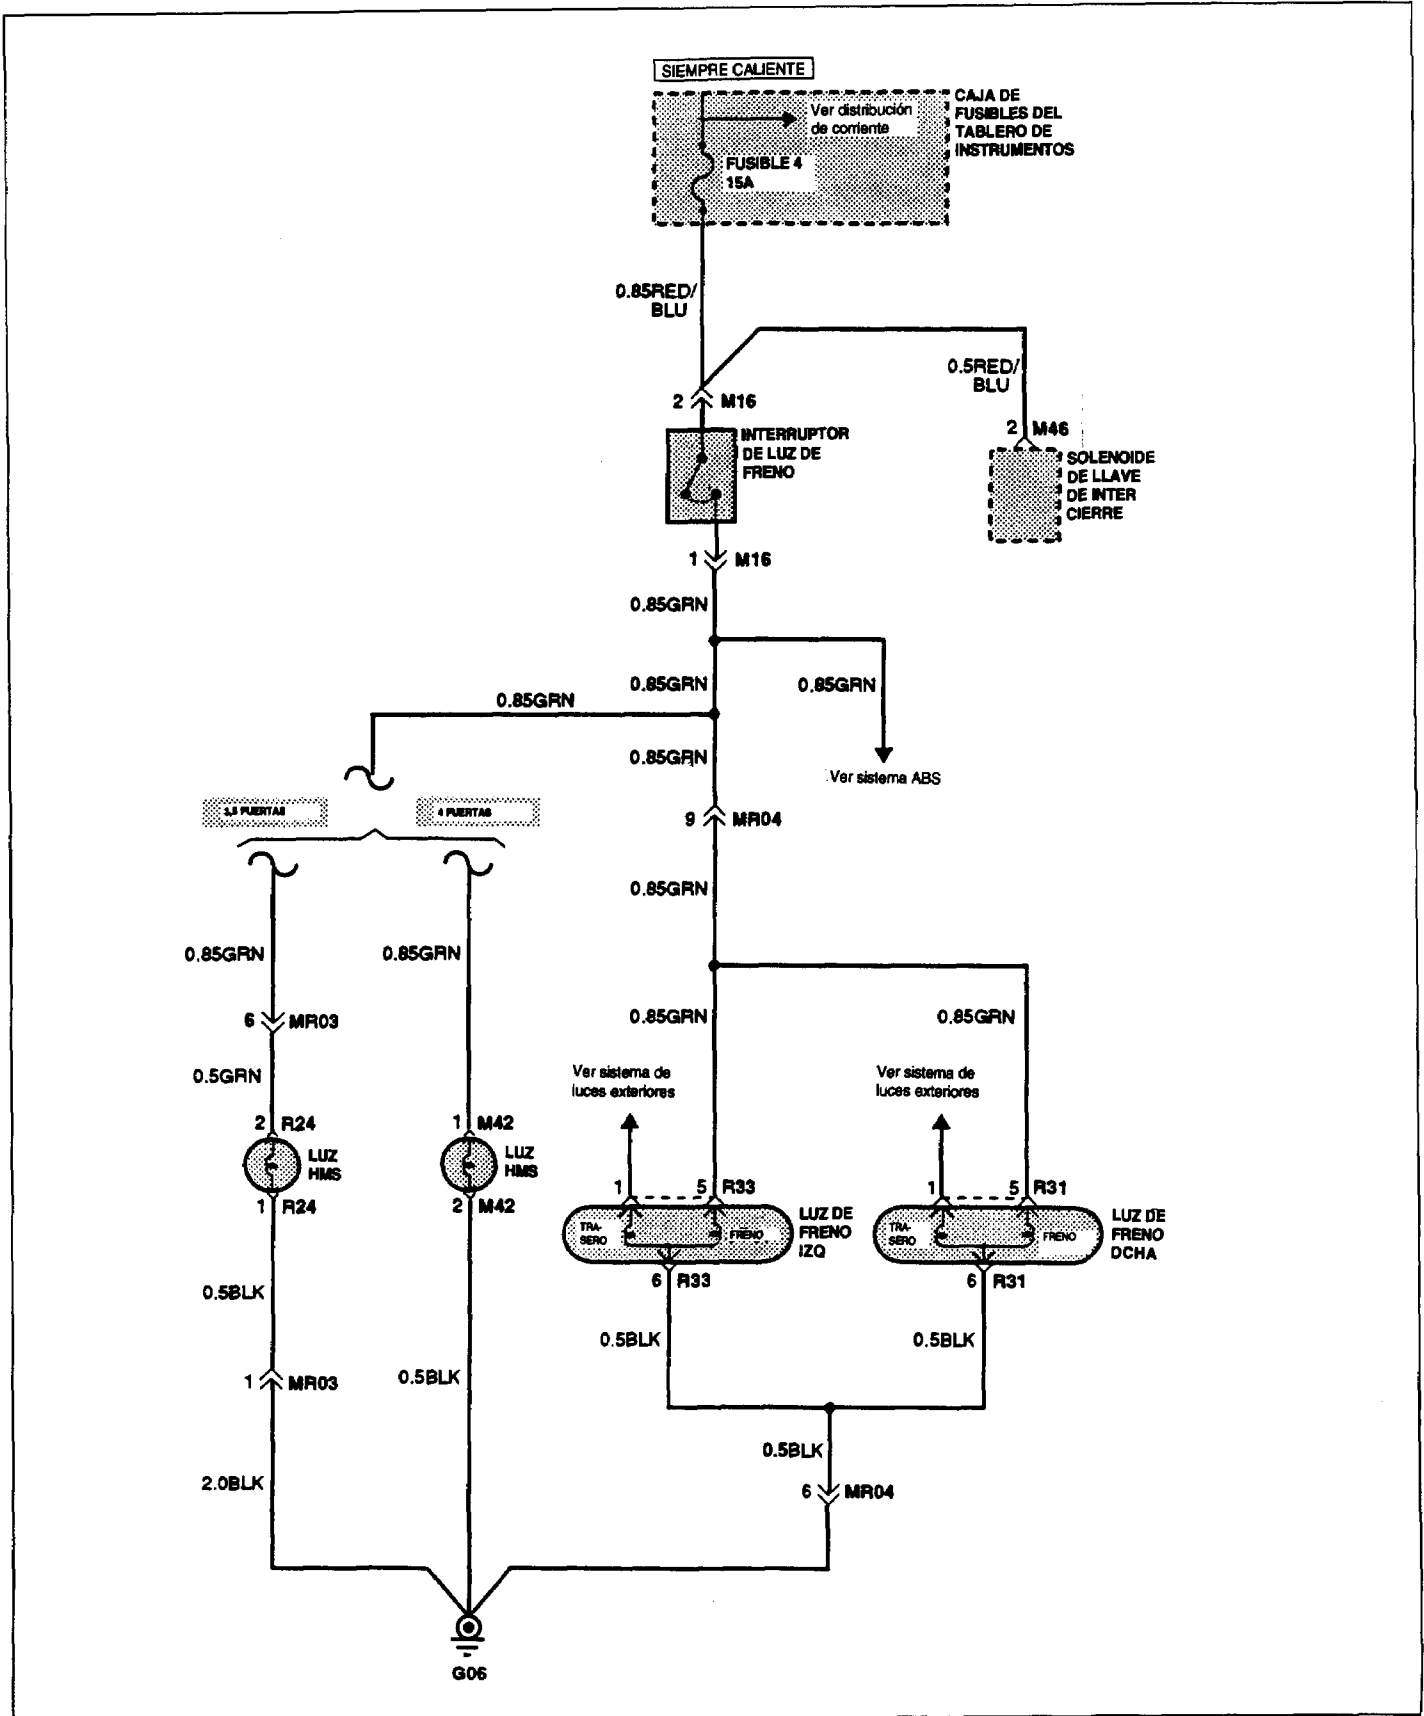 SIEMPRE CALIENTE
CAJA DE
FUSIBLES DEL
TABLERO DE
INSTRUMENTOS
Ver distribución
de corriente
FUSIBLE 4
15A
0.85RED/
BLU
0.5RED/
BLU
2 M16
2 M46
INTERRUPTOR
DE LUZ DE
FRENO
SOLENOIDE
DE LLAVE
DE INTER
CIERRE
1 M16
0.85GRN
0.85GRN
0.85GRN
0.85GRN
0.85GRN
Ver sistema ABS
3,5 PUERTAS
4 PUERTAS
9 MR04
0.85GRN
0.85GRN
0.85GRN
6 MR03
0.85GRN
0.85GRN
0.5GRN
Ver sistema de
luces exteriores
Ver sistema de
luces exteriores
2 R24
1 M42
LUZ
HMS
LUZ
HMS
1 R24
2 M42
1
5 R33
1
5 R31
TRA-
SERO
FRENO
LUZ DE
FRENO
IZQ
TRA-
SERO
FRENO
LUZ DE
FRENO
DCHA
6 R33
6 R31
0.5BLK
0.5BLK
0.5BLK
1 MR03
0.5BLK
0.5BLK
2.0BLK
6 MR04
G06